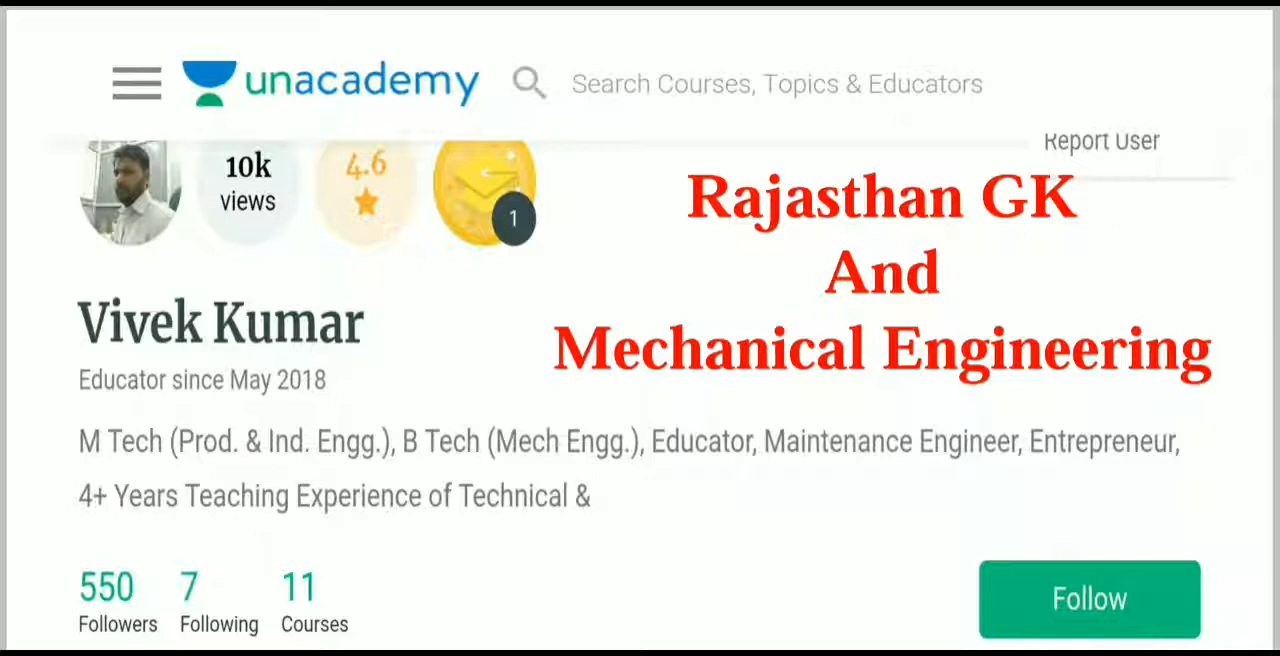 unacademy
Search Courses, Topics & Educators
Report User
10k
views
4.6
1
Rajasthan GK
And
Mechanical Engineering
Vivek Kumar
Educator since May 2018
M Tech (Prod. & Ind. Engg.), B Tech (Mech Engg.), Educator, Maintenance Engineer, Entrepreneur,
4+ Years Teaching Experience of Technical &
550 7 11
Followers Following Courses
Follow